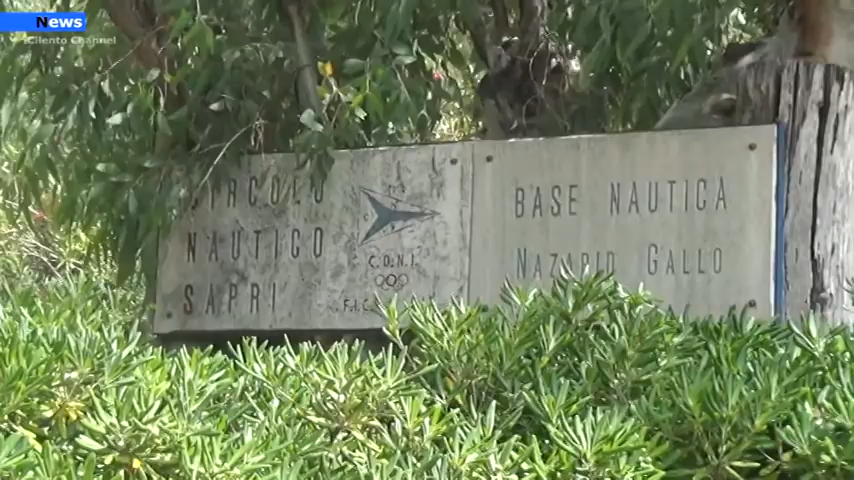 News
Cilento Channel
CIRCOLO
NAUTICO
SAPRI
C.O.N.I.
BASE NAUTICA
NAZARIO GALLO